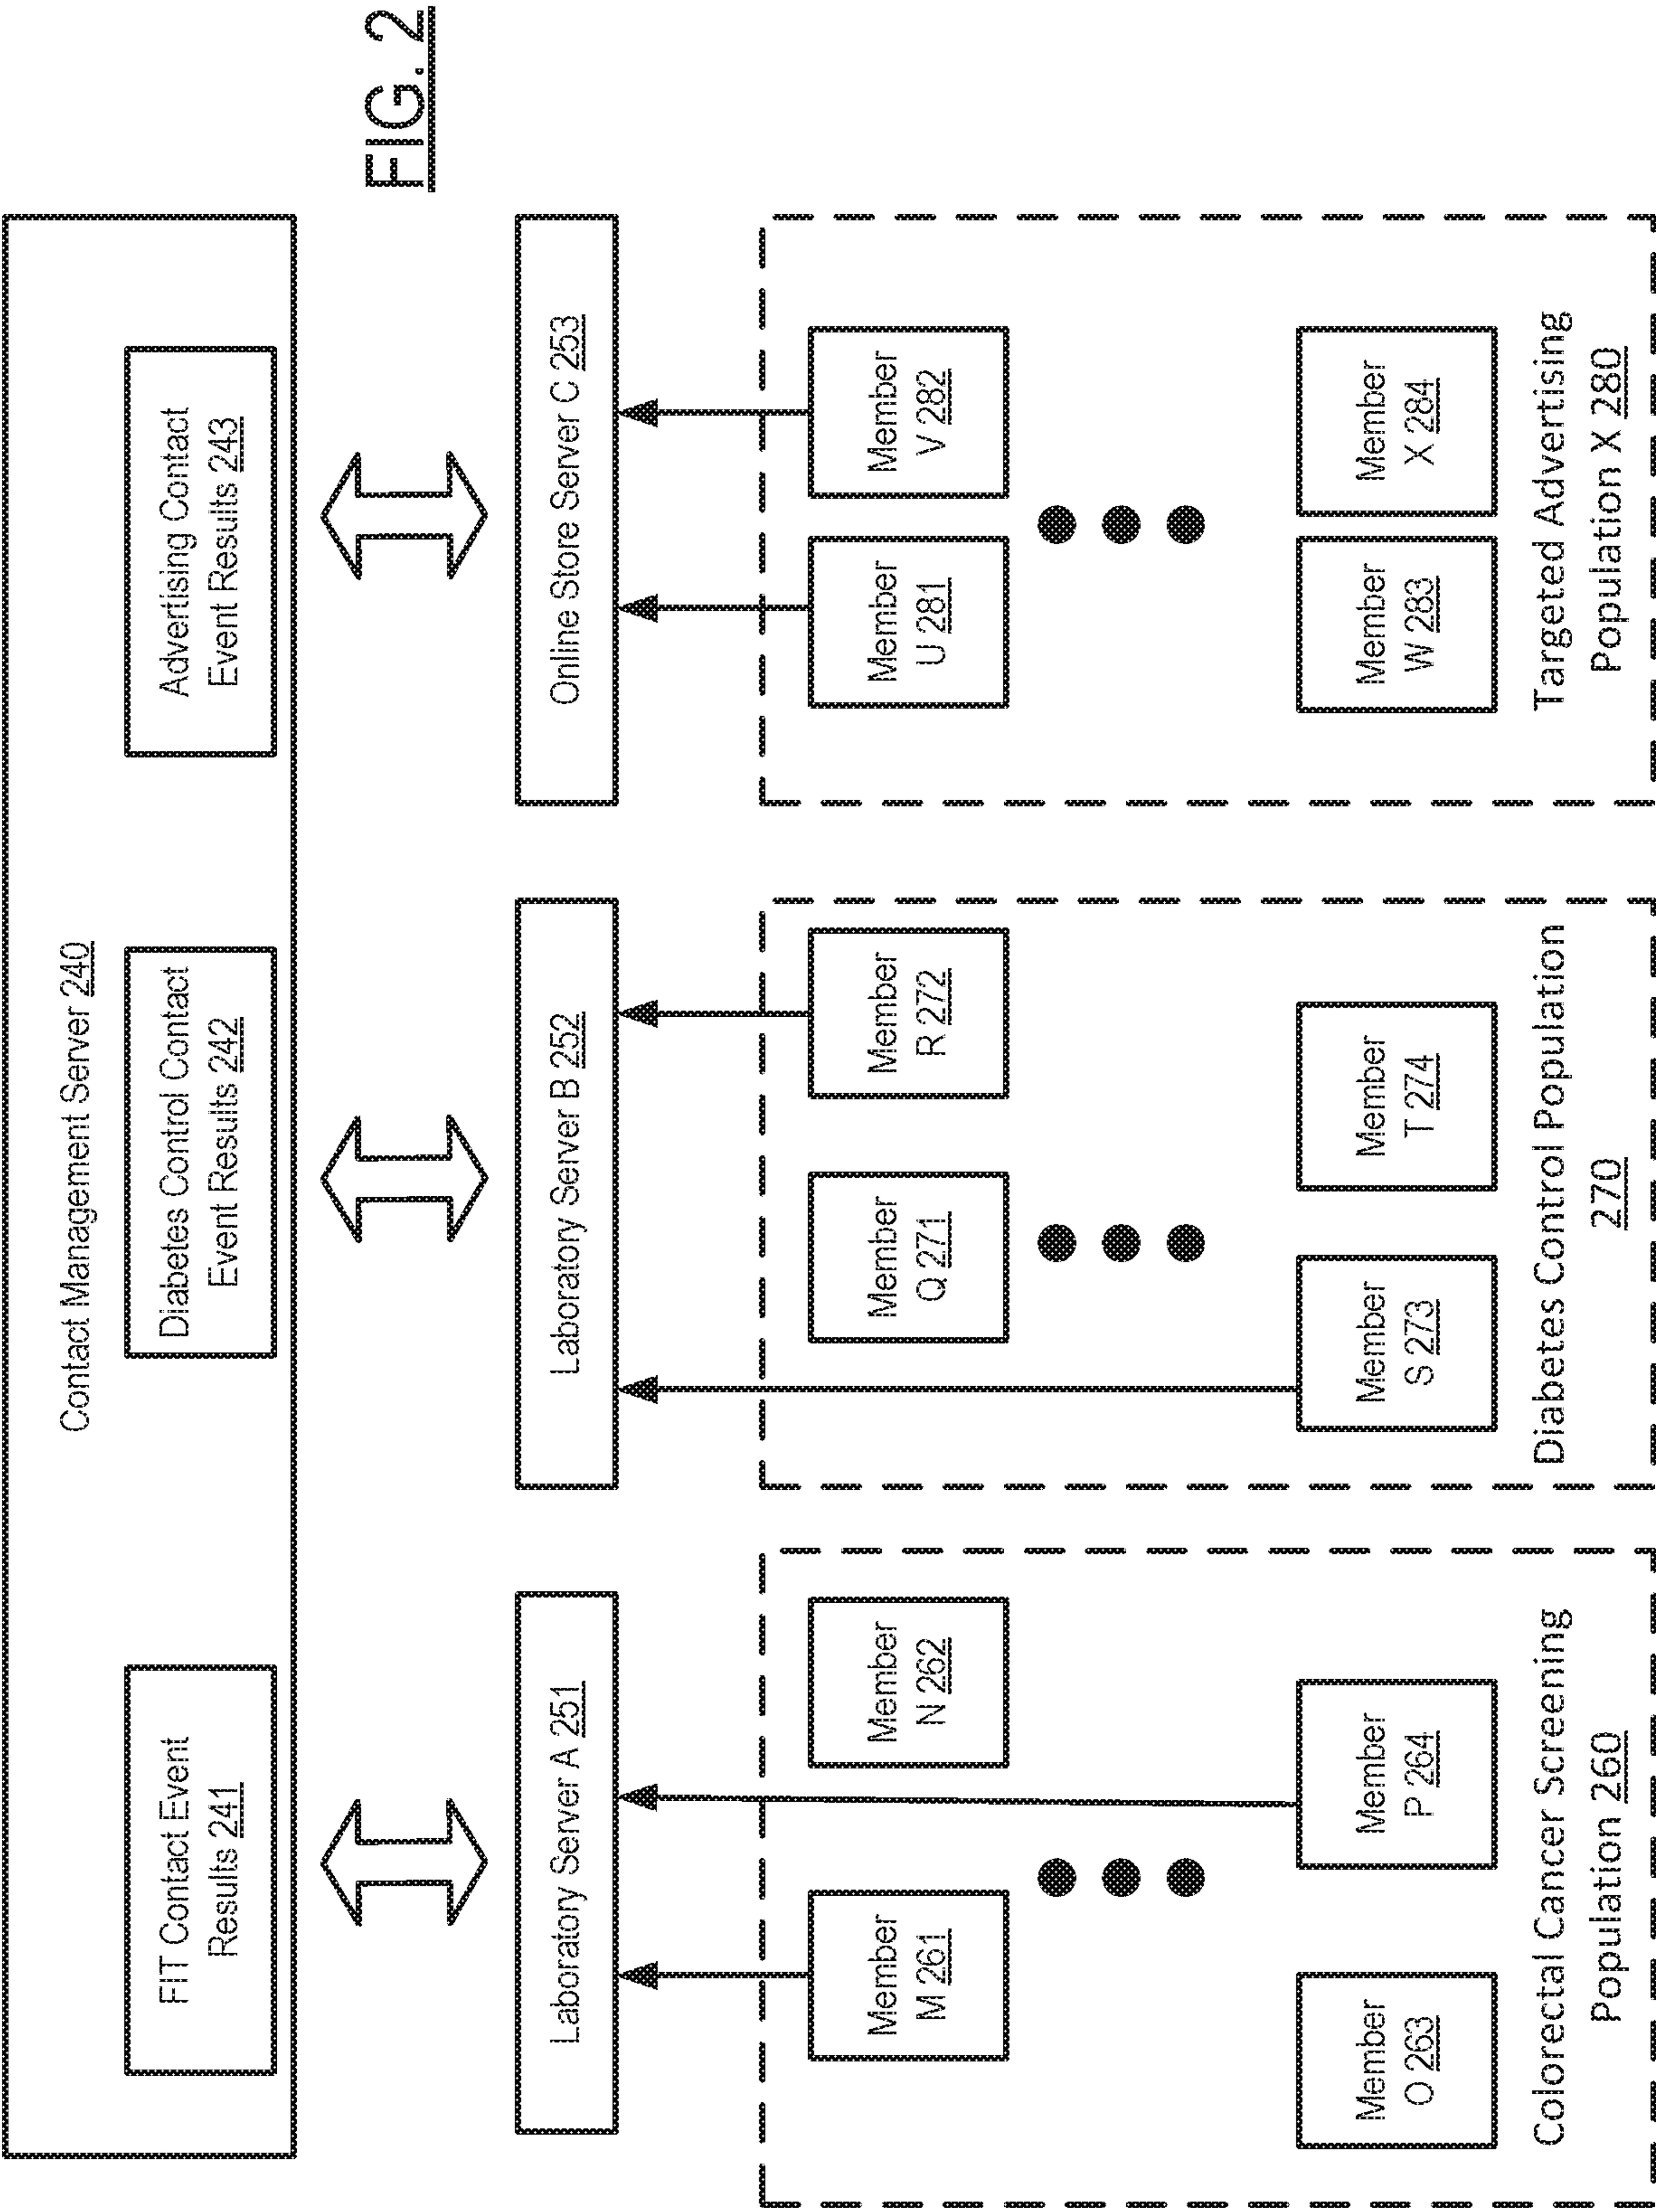 Contact Management Server 240
FIT Contact Event
Results 241
Diabetes Control Contact
Event Results 242
Advertising Contact
Event Results 243
Laboratory Server A 251
Laboratory Server B 252
Online Store Server C 253
Member
M 261
Member
N 262
Member
O 263
Member
P 264
Colorectal Cancer Screening
Population 260
Member
Q 271
Member
R 272
Member
S 273
Member
T 274
Diabetes Control Population
270
Member
U 281
Member
V 282
Member
W 283
Member
X 284
Targeted Advertising
Population X 280
FIG. 2